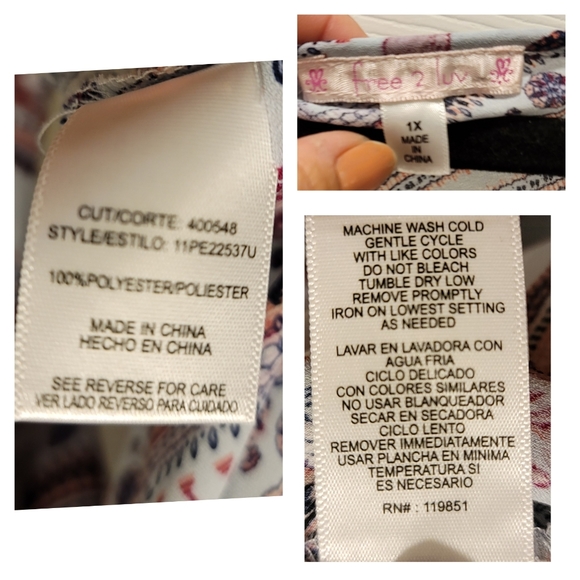 CUT/CORTE: 400548
STYLE/ESTILO: 11PE22537U
100%POLYESTER/POLIESTER
MADE IN CHINA
HECHO EN CHINA
SEE REVERSE FOR CARE
VER LADO REVERSO PARA CUIDADO
free 2 luv
1X
MADE
IN
CHINA
MACHINE WASH COLD
GENTLE CYCLE
WITH LIKE COLORS
DO NOT BLEACH
TUMBLE DRY LOW
REMOVE PROMPTLY
IRON ON LOWEST SETTING
AS NEEDED
LAVAR EN LAVADORA CON
AGUA FRIA
CICLO DELICADO
CON COLORES SIMILARES
NO USAR BLANQUEADOR
SECAR EN SECADORA
CICLO LENTO
REMOVER IMMEDIATAMENTE
USAR PLANCHA EN MINIMA
TEMPERATURA SI
ES NECESARIO
RN# : 119851